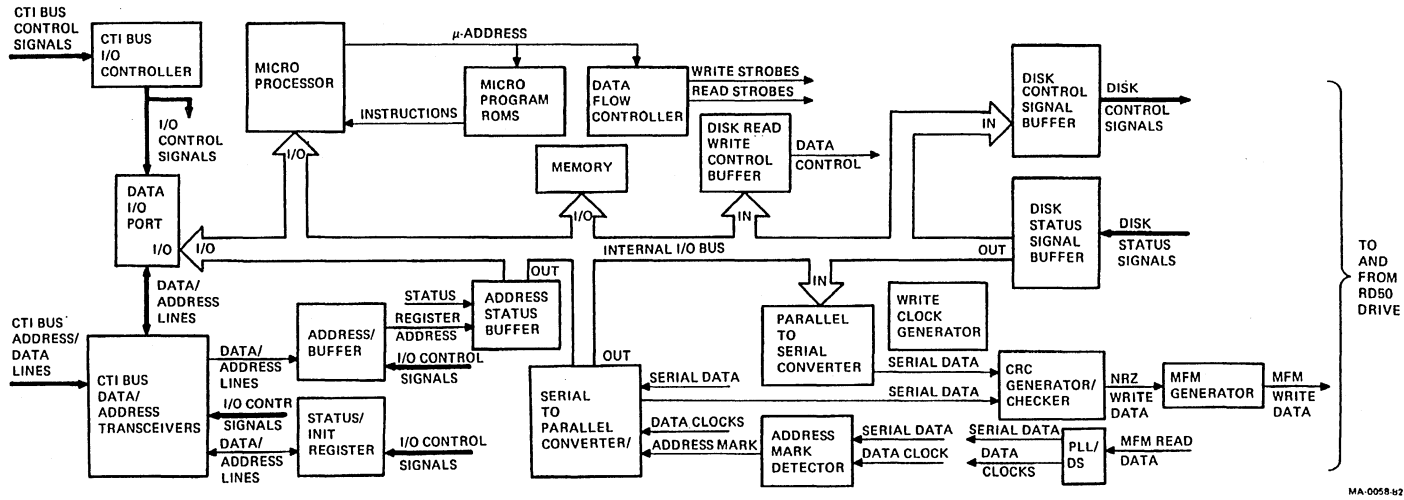 CTI BUS
CONTROL
SIGNALS
CTI BUS
I/O
CONTROLLER
I/O
CONTROL
SIGNALS
DATA
I/O
PORT
I/O
I/O
DATA/
ADDRESS
LINES
CTI BUS
ADDRESS/
DATA
LINES
CTI BUS
DATA/
ADDRESS
TRANSCEIVERS
MICRO
PROCESSOR
I/O
μ-ADDRESS
INSTRUCTIONS
MICRO
PROGRAM
ROMS
DATA
FLOW
CONTROLLER
WRITE STROBES
READ STROBES
MEMORY
I/O
DISK READ
WRITE
CONTROL
BUFFER
IN
DATA
CONTROL
IN
DISK
CONTROL
SIGNAL
BUFFER
DISK
CONTROL
SIGNALS
DISK
STATUS
SIGNAL
BUFFER
OUT
DISK
STATUS
SIGNALS
INTERNAL I/O BUS
TO
AND
FROM
RD50
DRIVE
DATA/
ADDRESS
LINES
ADDRESS/
BUFFER
STATUS
REGISTER
ADDRESS
I/O CONTROL
SIGNALS
OUT
ADDRESS
STATUS
BUFFER
I/O CONTR
SIGNALS
DATA/
ADDRESS
LINES
STATUS/
INIT
REGISTER
I/O CONTROL
SIGNALS
OUT
SERIAL
TO
PARALLEL
CONVERTER/
SERIAL DATA
SERIAL DATA
DATA CLOCKS
ADDRESS MARK
IN
PARALLEL
TO
SERIAL
CONVERTER
WRITE
CLOCK
GENERATOR
SERIAL DATA
CRC
GENERATOR/
CHECKER
NRZ
WRITE
DATA
MFM
GENERATOR
MFM
WRITE
DATA
ADDRESS
MARK
DETECTOR
SERIAL DATA
DATA CLOCK
SERIAL DATA
DATA
CLOCKS
PLL/
DS
MFM READ
DATA
MA-0058-82